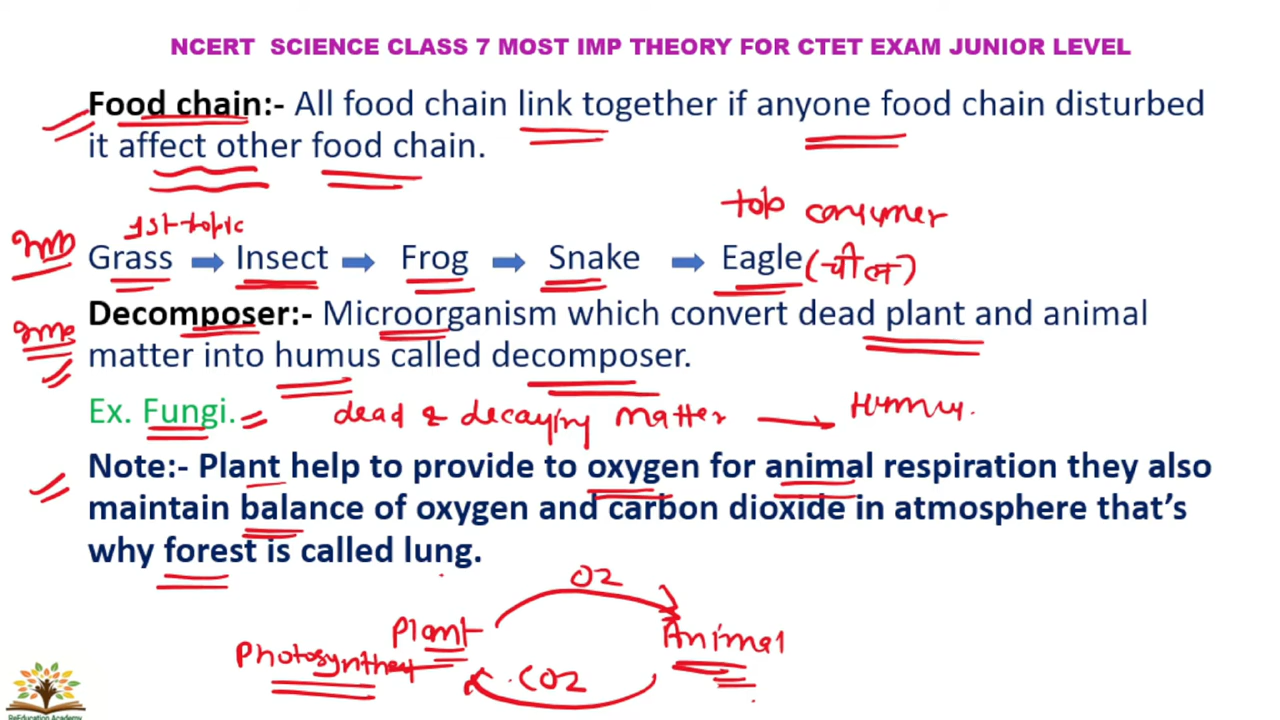 NCERT SCIENCE CLASS 7 MOST IMP THEORY FOR CTET EXAM JUNIOR LEVEL
Food chain:- All food chain link together if anyone food chain disturbed
it affect other food chain.
top consumer
1st-topic
Imp
Grass Insect Frog Snake Eagle (चील)
Decomposer:- Microorganism which convert dead plant and animal
Imp
matter into humus called decomposer.
Ex. Fungi. dead & decaying matter Humus.
Note:- Plant help to provide to oxygen for animal respiration they also
maintain balance of oxygen and carbon dioxide in atmosphere that's
why forest is called lung.
O2
Plant Animal
Photosynthes
CO2
ReEducation Academy